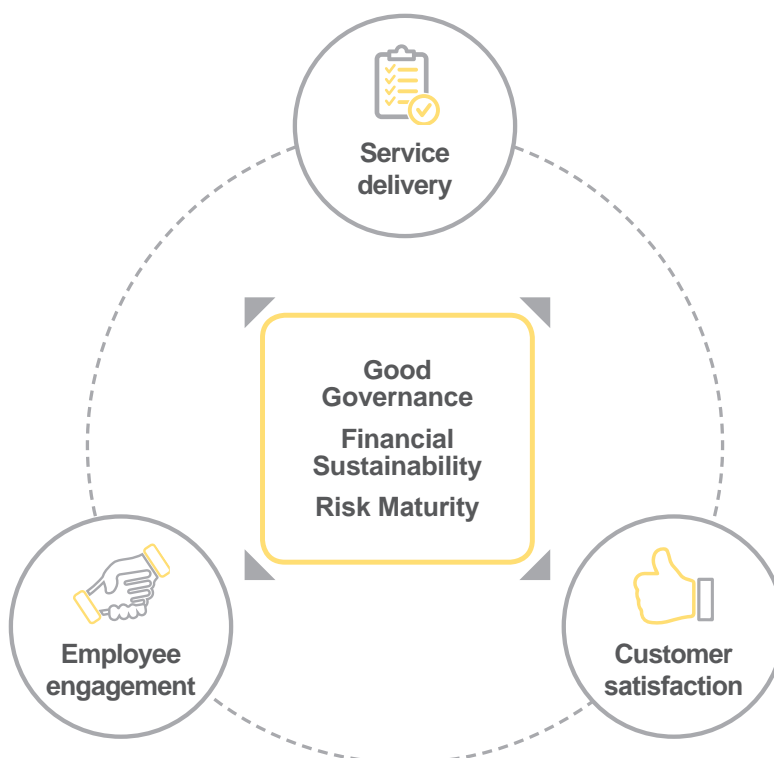 Service
delivery
Good
Governance
Financial
Sustainability
Risk Maturity
Employee
engagement
Customer
satisfaction